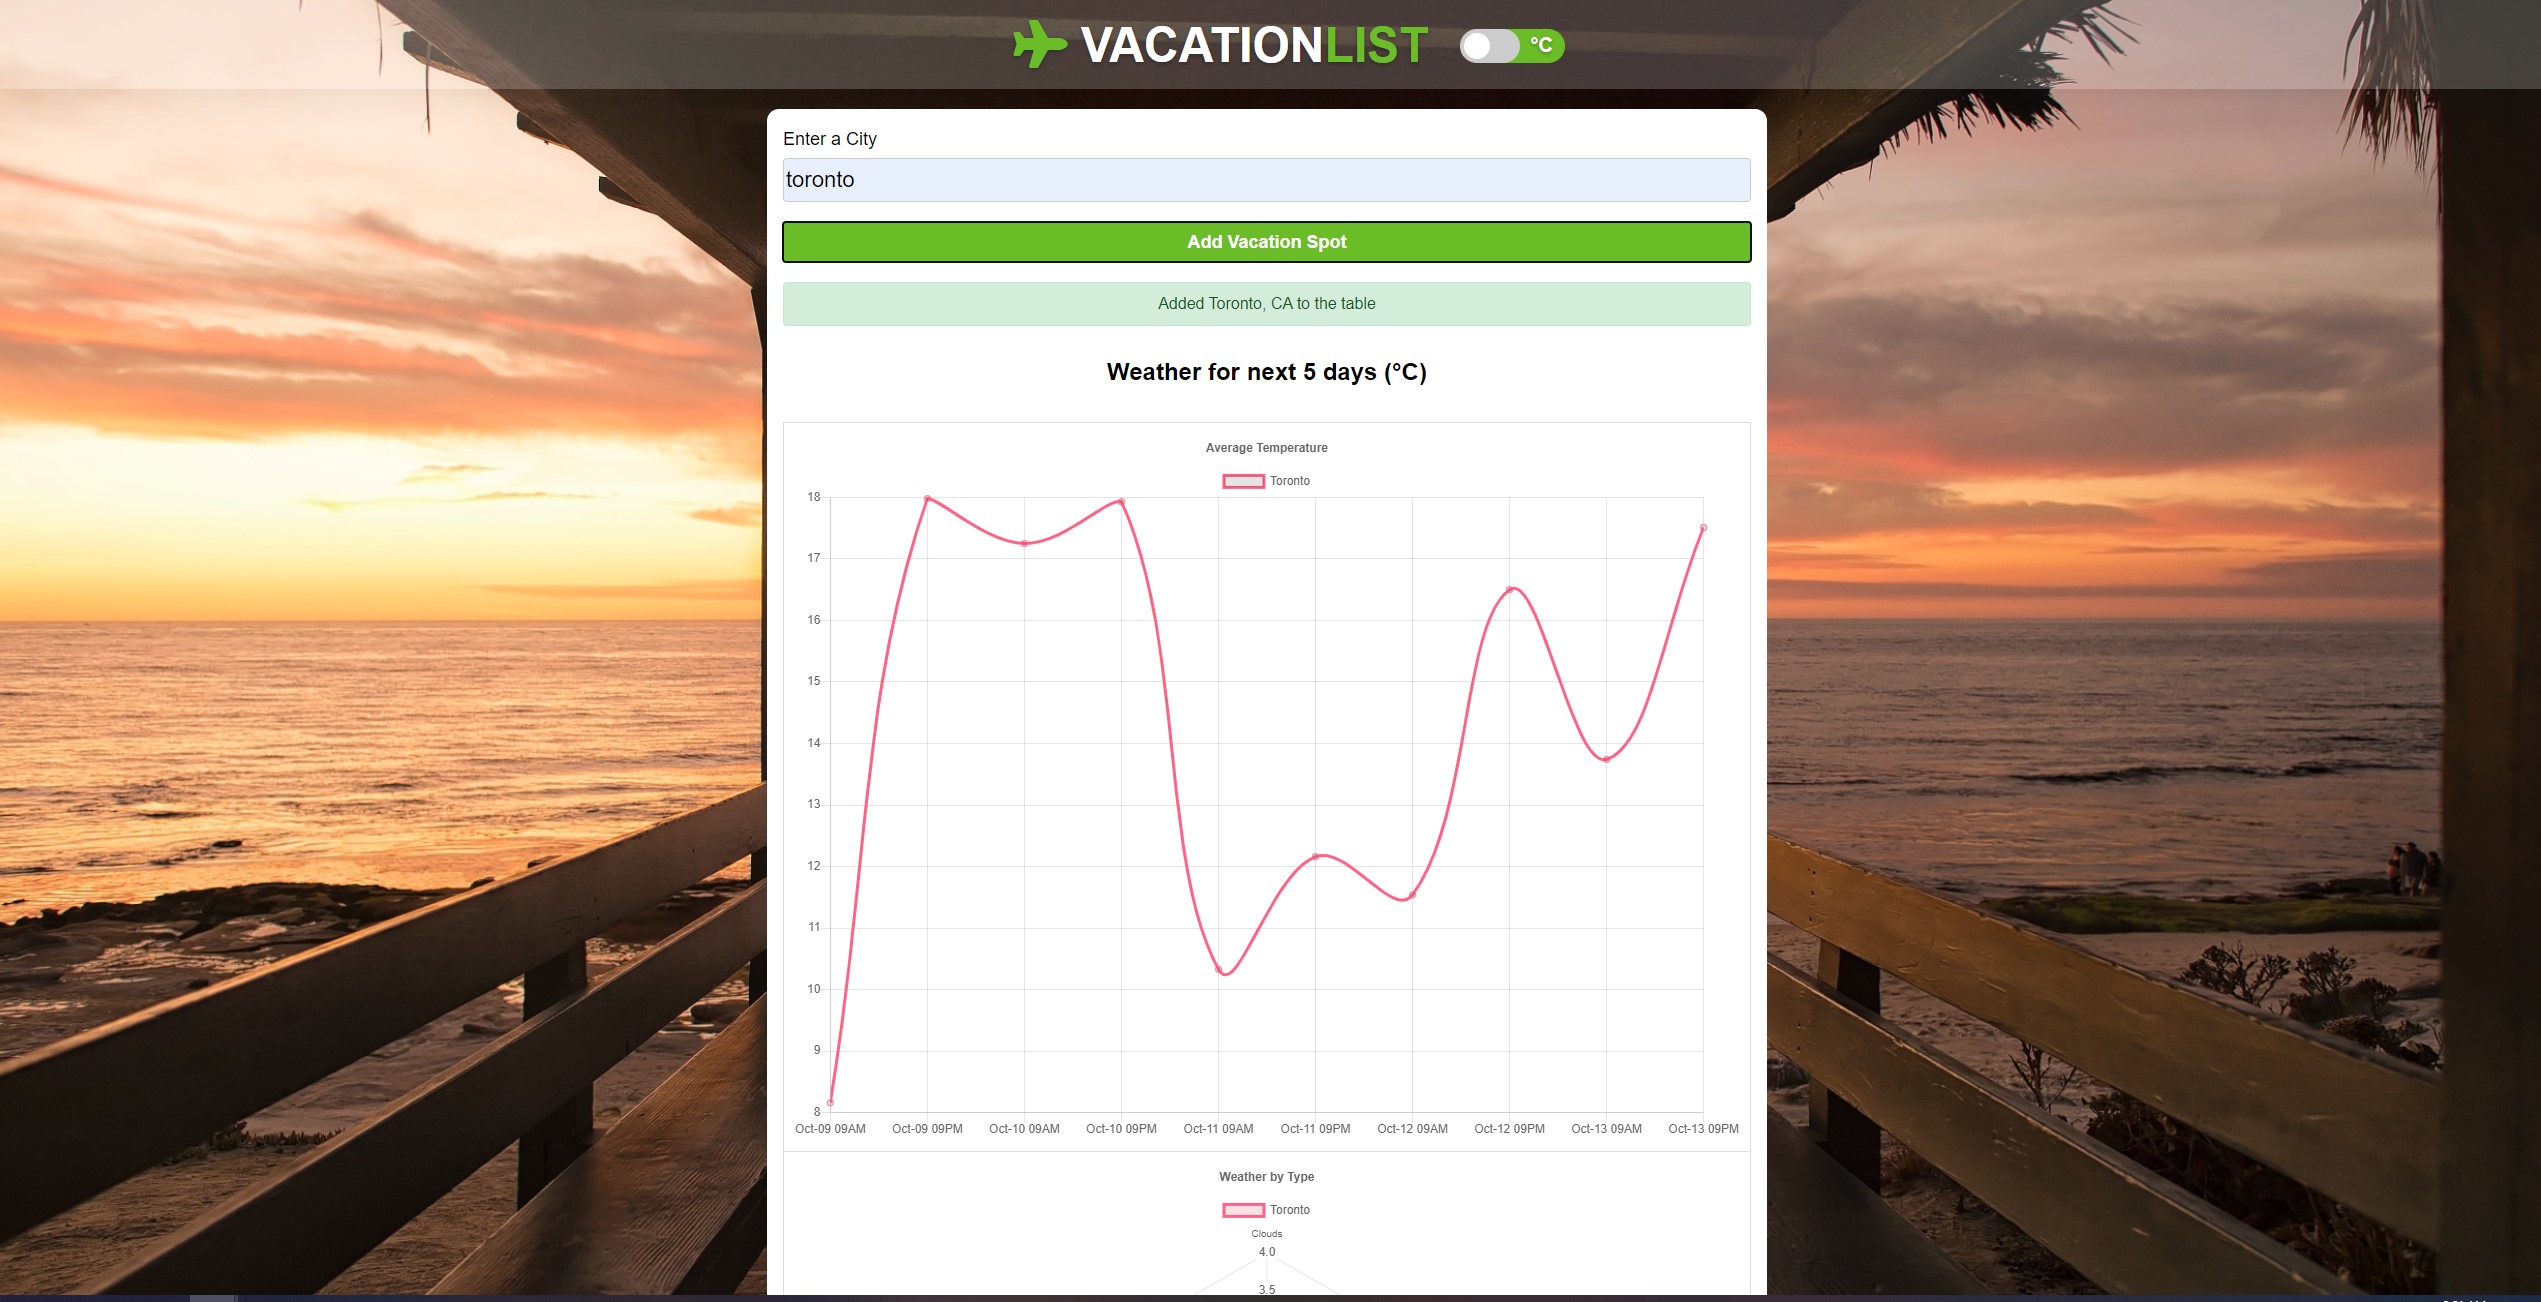 VACATIONLIST °C
Enter a City
toronto
Add Vacation Spot
Added Toronto, CA to the table
Weather for next 5 days (°C)
Average Temperature
Toronto
18
17
16
15
14
13
12
11
10
9
8
Oct-09 09AM Oct-09 09PM Oct-10 09AM Oct-10 09PM Oct-11 09AM Oct-11 09PM Oct-12 09AM Oct-12 09PM Oct-13 09AM Oct-13 09PM
Weather by Type
Toronto
Clouds
4.0
3.5